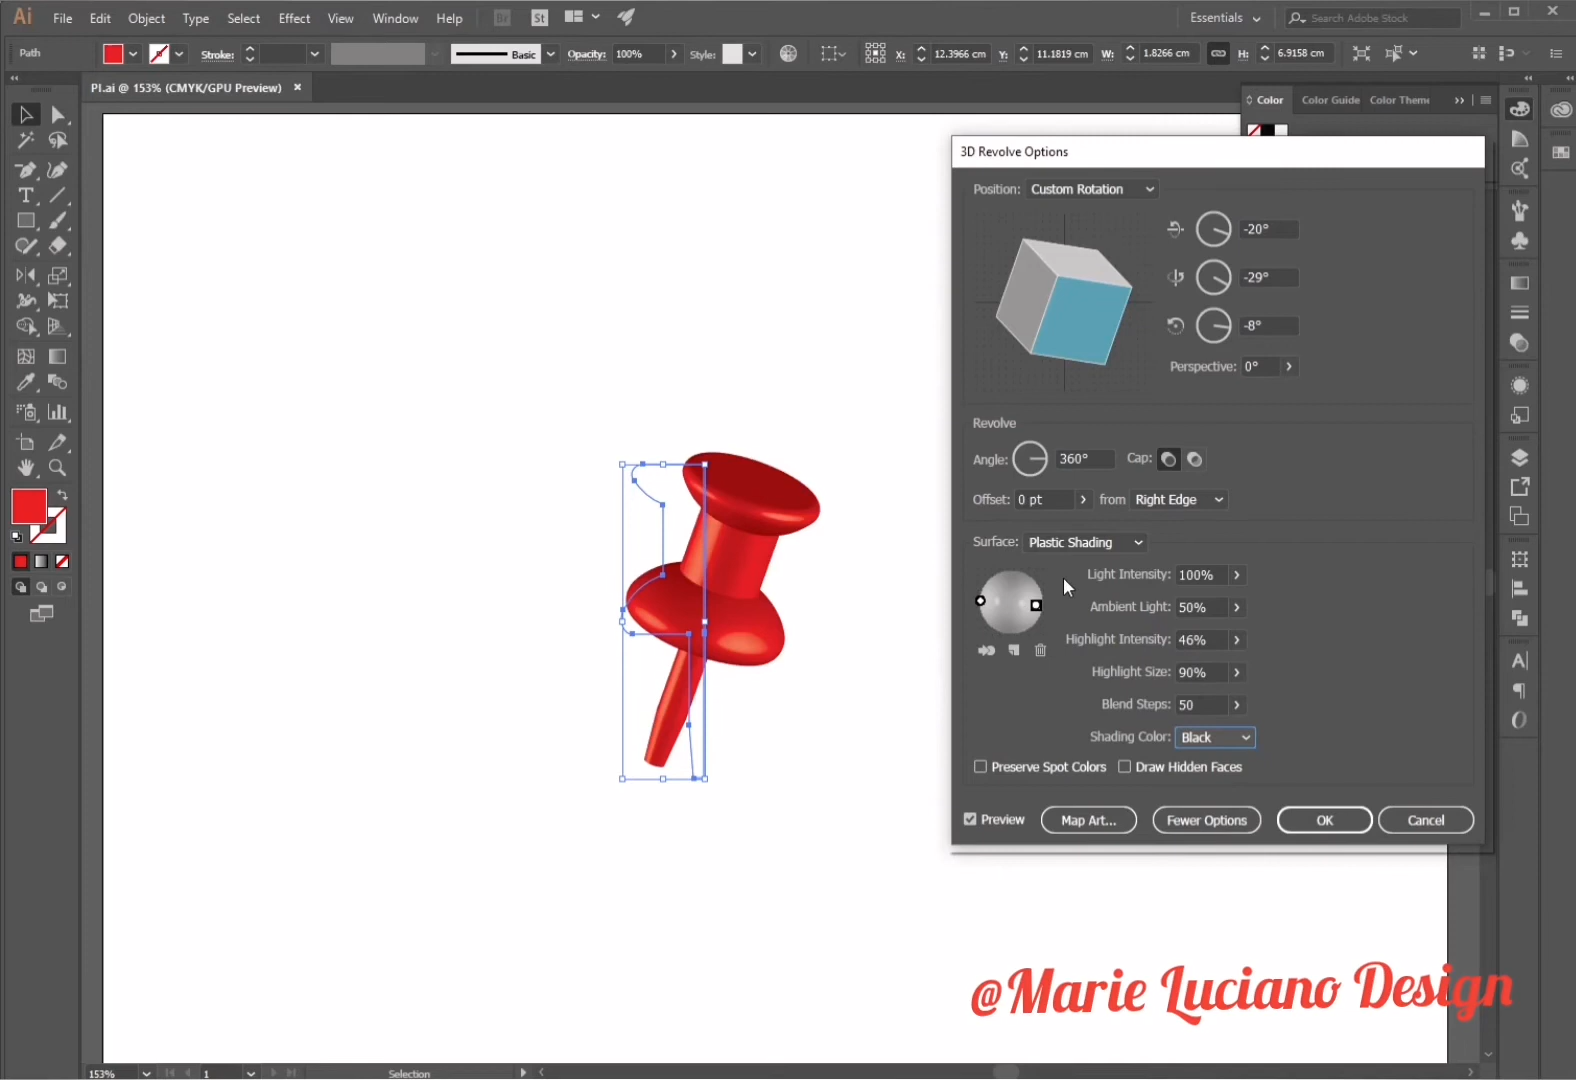 Ai File Edit Object Type Select Effect View Window Help Br St Essentials Search Adobe Stock
Path Stroke: Basic Opacity: 100% Style: X: 12.3966 cm Y: 11.1819 cm W: 1.8266 cm H: 6.9158 cm
PI.ai @ 153% (CMYK/GPU Preview) ×
Color Color Guide Color Theme
3D Revolve Options
Position: Custom Rotation
-20°
-29°
-8°
Perspective: 0°
Revolve
Angle: 360° Cap:
Offset: 0 pt from Right Edge
Surface: Plastic Shading
Light Intensity: 100%
Ambient Light: 50%
Highlight Intensity: 46%
Highlight Size: 90%
Blend Steps: 50
Shading Color: Black
Preserve Spot Colors Draw Hidden Faces
Preview Map Art... Fewer Options OK Cancel
@Marie Luciano Design
153% 1 Selection